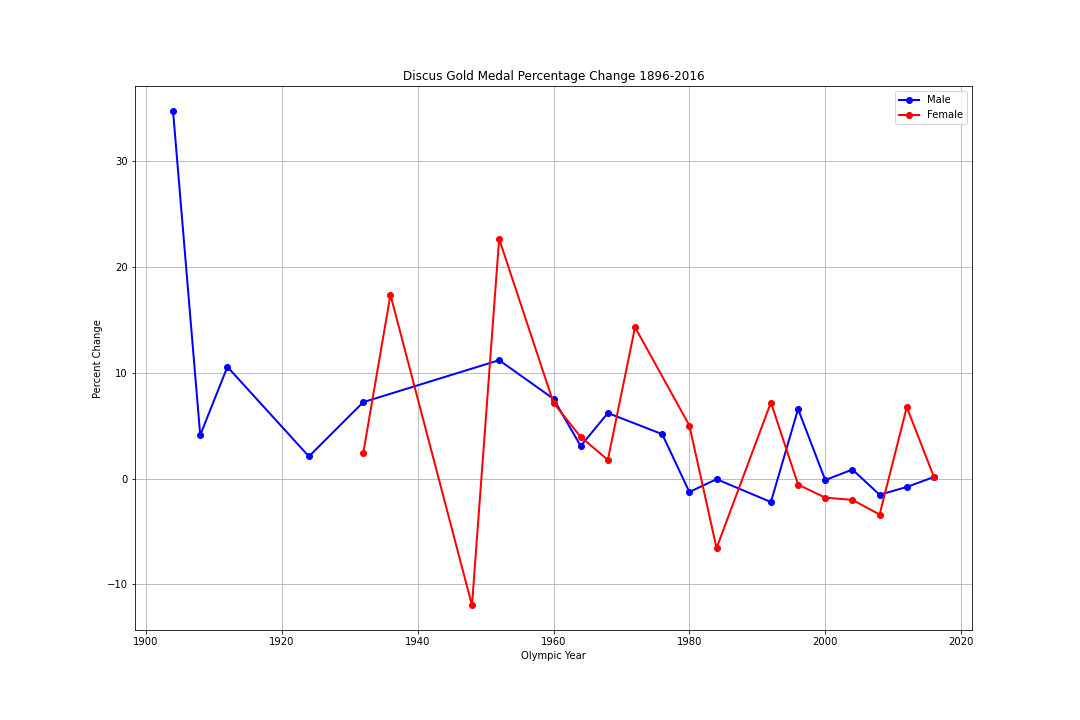 Discus Gold Medal Percentage Change 1896-2016
Male
Female
30
20
10
0
−10
Percent Change
1900 1920 1940 1960 1980 2000 2020
Olympic Year